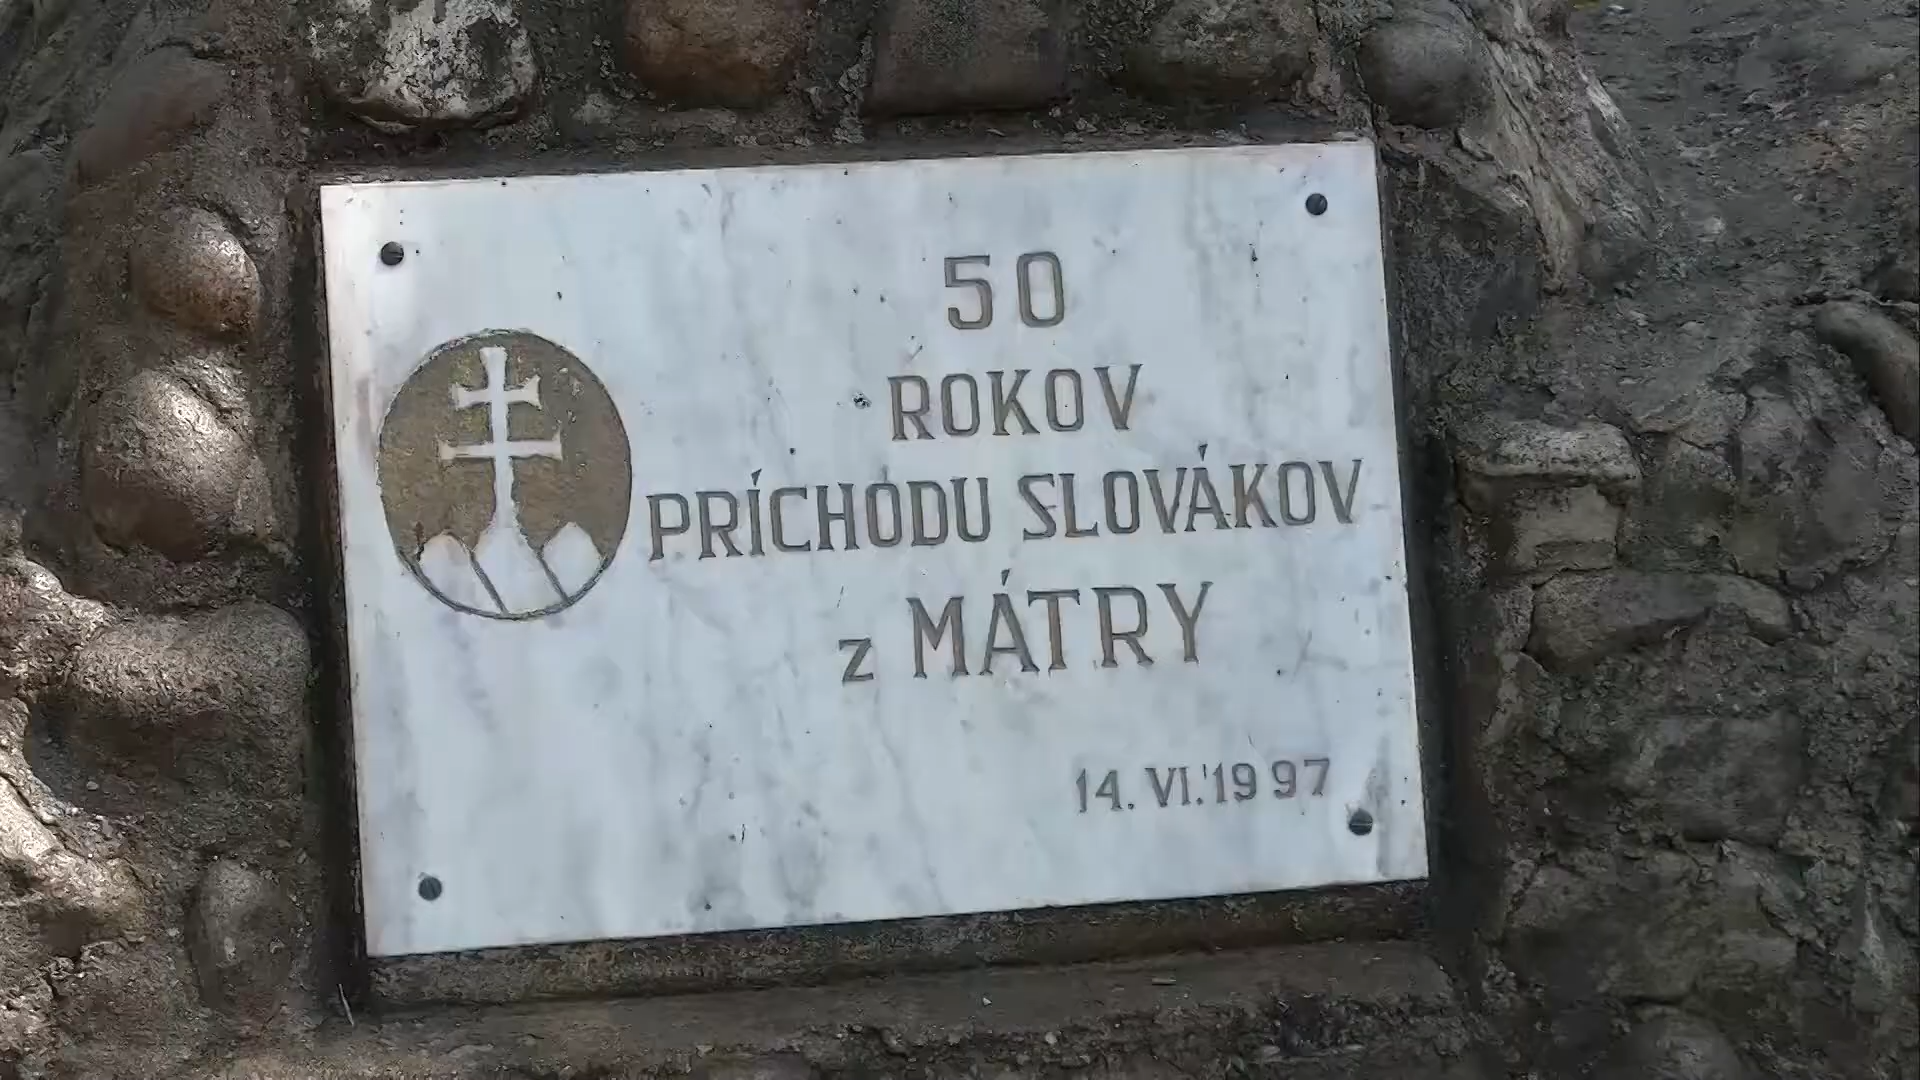 50
ROKOV
PRÍCHODU SLOVÁKOV
z MÁTRY
14. VI. 1997